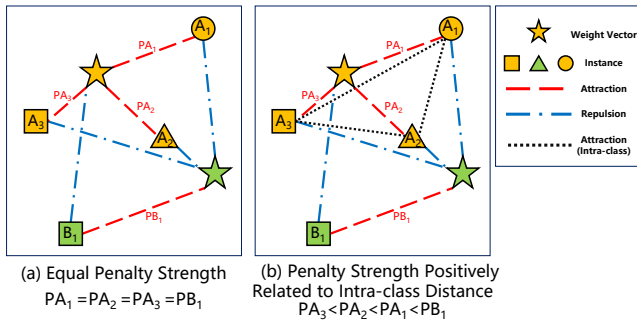 A₁
PA₁
PA₃
PA₂
A₃
A₂
PB₁
B₁
(a) Equal Penalty Strength
PA₁ =PA₂ =PA₃ =PB₁
A₁
PA₁
PA₃
PA₂
A₃
A₂
PB₁
B₁
(b) Penalty Strength Positively
Related to Intra-class Distance
PA₃<PA₂<PA₁<PB₁
Weight Vector
Instance
Attraction
Repulsion
Attraction
(Intra-class)